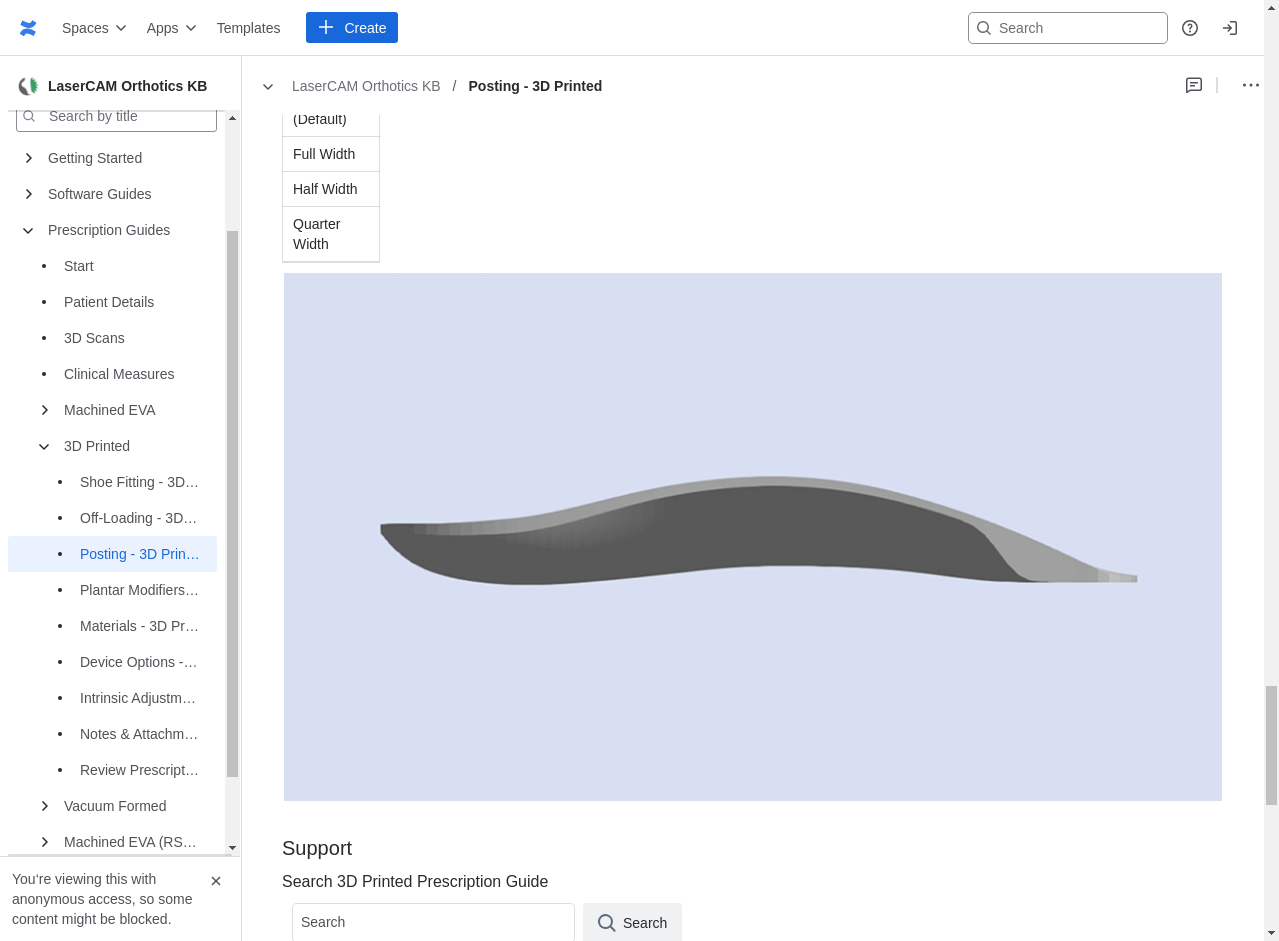 Spaces
Apps
Templates
Create
Search
LaserCAM Orthotics KB
Search by title
Getting Started
Software Guides
Prescription Guides
Start
Patient Details
3D Scans
Clinical Measures
Machined EVA
3D Printed
Shoe Fitting - 3D…
Off-Loading - 3D…
Posting - 3D Prin…
Plantar Modifiers…
Materials - 3D Pr…
Device Options -…
Intrinsic Adjustm…
Notes & Attachm…
Review Prescript…
Vacuum Formed
Machined EVA (RS…
You‘re viewing this with
anonymous access, so some
content might be blocked.
LaserCAM Orthotics KB / Posting - 3D Printed
(Default)
Full Width
Half Width
Quarter
Width
Support
Search 3D Printed Prescription Guide
Search
Search